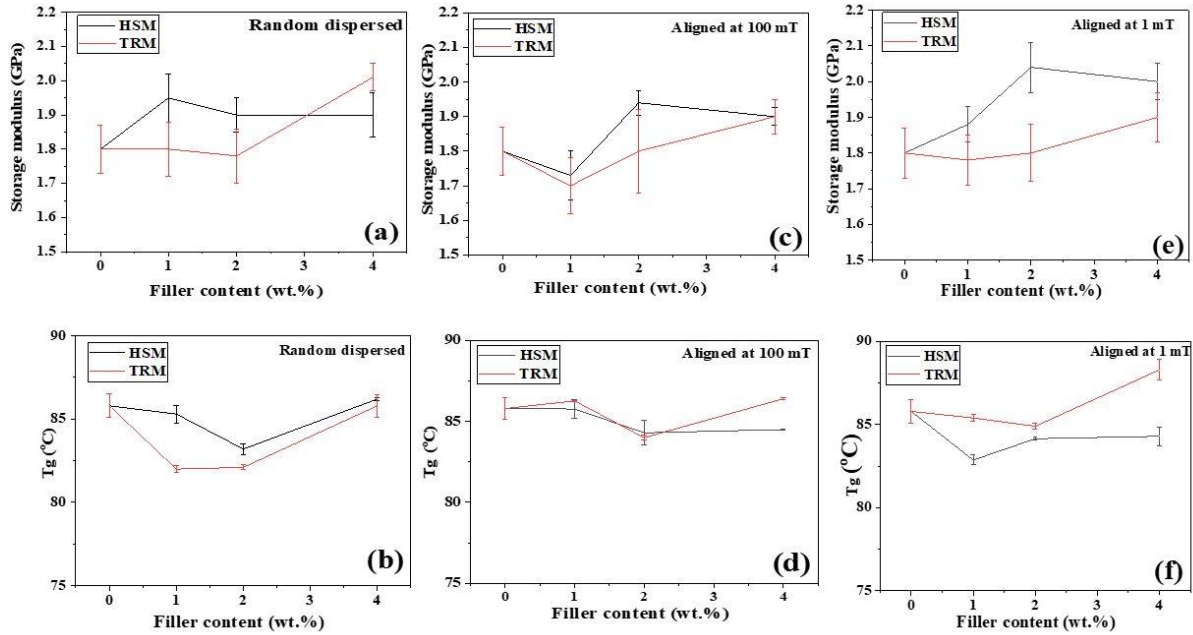 2.2
2.1
2.0
1.9
1.8
1.7
1.6
1.5
Storage modulus (GPa)
HSM
TRM
Random dispersed
(a)
0 1 2 3 4
Filler content (wt.%)
2.2
2.1
2.0
1.9
1.8
1.7
1.6
1.5
Storage modulus (GPa)
HSM
TRM
Aligned at 100 mT
(c)
0 1 2 3 4
Filler content (wt.%)
2.2
2.1
2.0
1.9
1.8
1.7
1.6
1.5
Storage modulus (GPa)
HSM
TRM
Aligned at 1 mT
(e)
0 1 2 3 4
Filler content (wt.%)
90
85
80
75
Tg (°C)
HSM
TRM
Random dispersed
(b)
0 1 2 3 4
Filler content (wt.%)
90
85
80
75
Tg (°C)
HSM
TRM
Aligned at 100 mT
(d)
0 1 2 3 4
Filler content (wt.%)
90
85
80
75
Tg (°C)
HSM
TRM
Aligned at 1 mT
(f)
0 1 2 3 4
Filler content (wt.%)